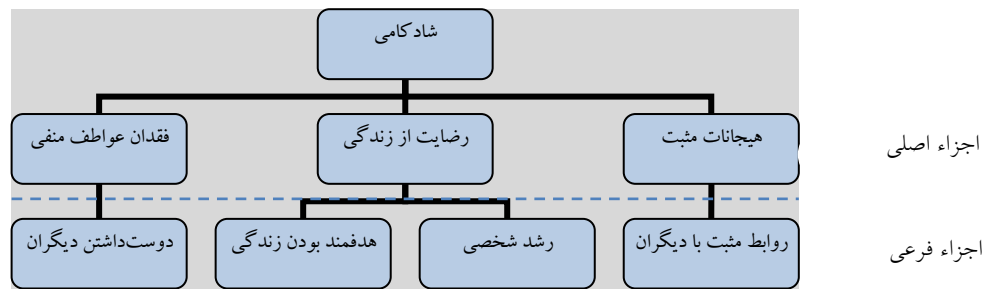 شادکامی
هیجانات مثبت
رضایت از زندگی
فقدان عواطف منفی
اجزاء اصلی
روابط مثبت با دیگران
رشد شخصی
هدفمند بودن زندگی
دوست‌داشتن دیگران
اجزاء فرعی